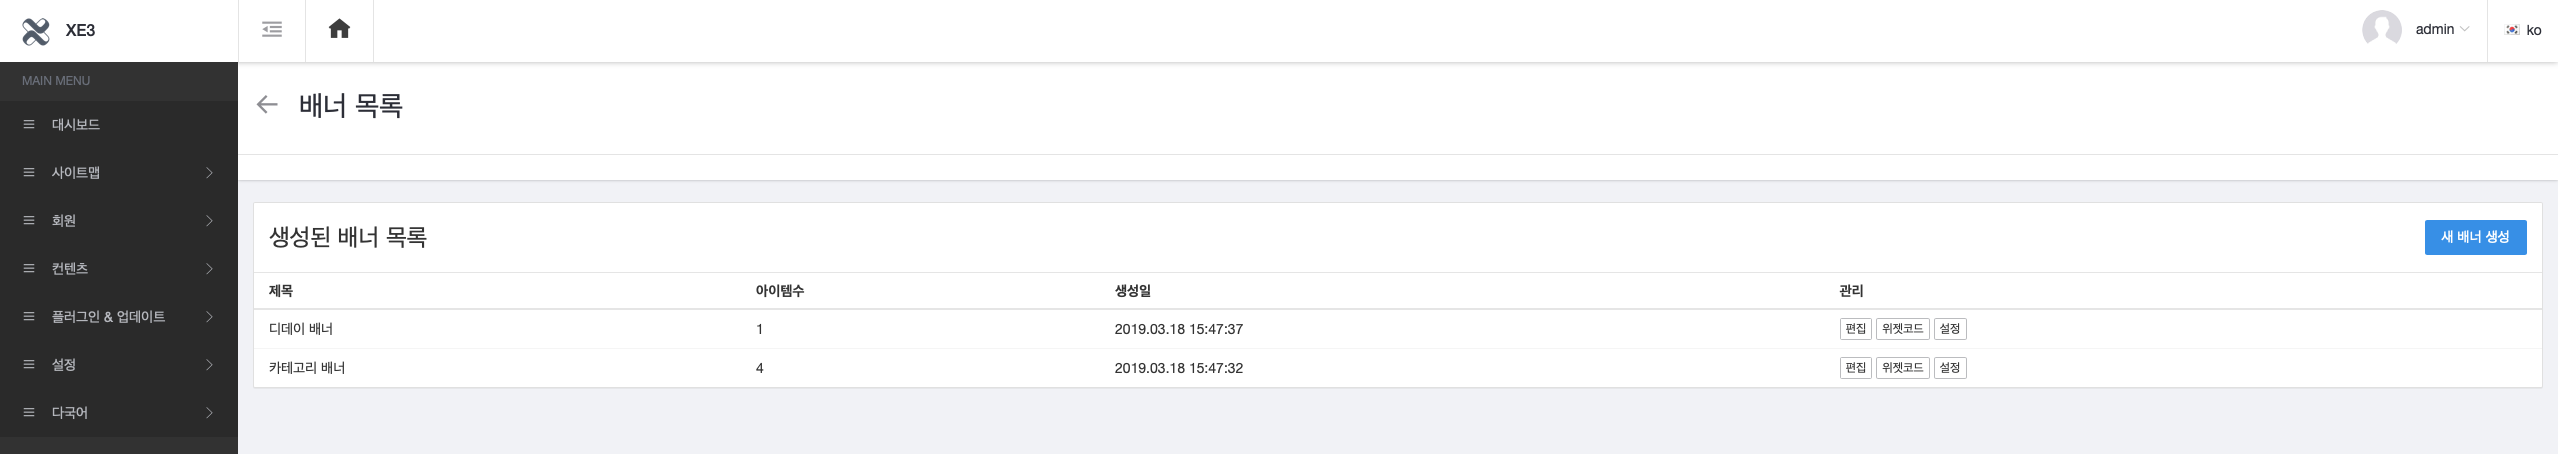 XE3
admin
ko
MAIN MENU
대시보드
사이트맵
회원
컨텐츠
플러그인 & 업데이트
설정
다국어
배너 목록
생성된 배너 목록
새 배너 생성
제목 아이템수 생성일 관리
디데이 배너 1 2019.03.18 15:47:37 편집 위젯코드 설정
카테고리 배너 4 2019.03.18 15:47:32 편집 위젯코드 설정